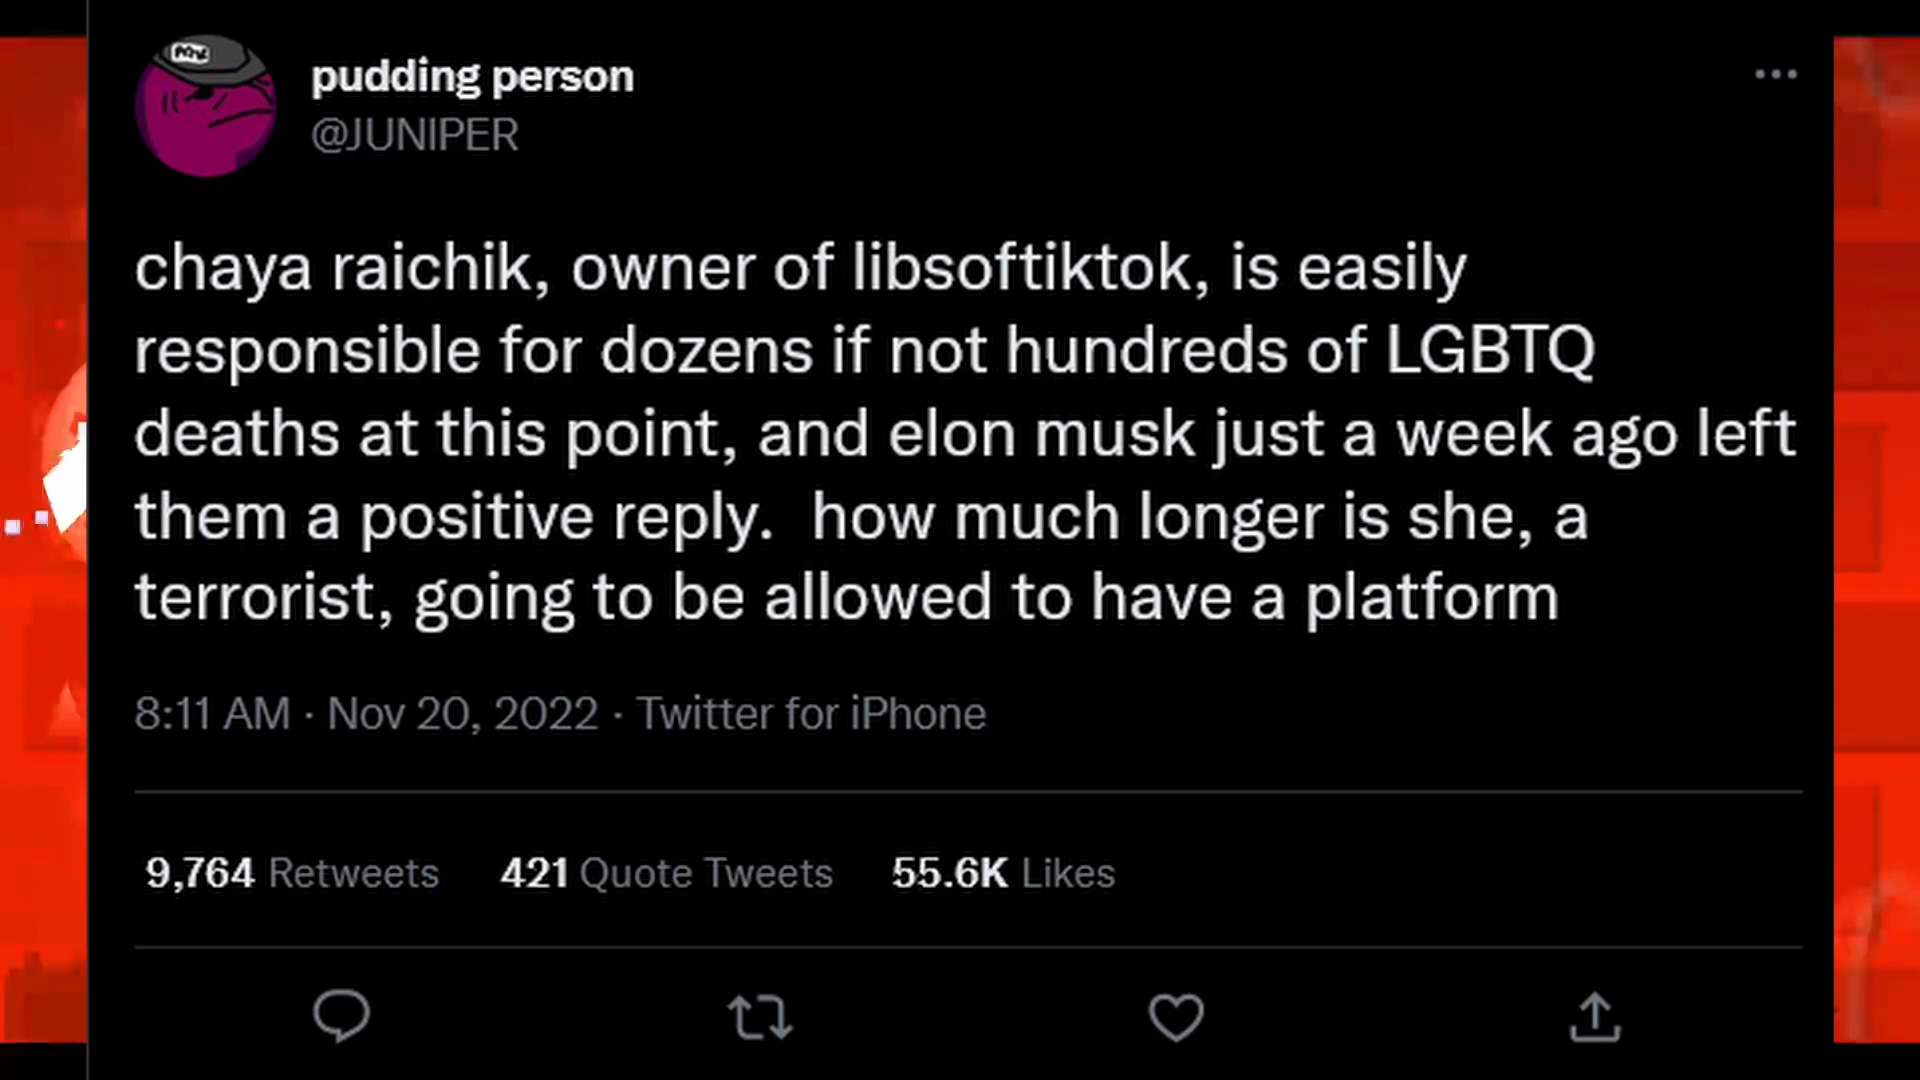 pudding person
@JUNIPER
chaya raichik, owner of libsoftiktok, is easily
responsible for dozens if not hundreds of LGBTQ
deaths at this point, and elon musk just a week ago left
them a positive reply.  how much longer is she, a
terrorist, going to be allowed to have a platform
8:11 AM · Nov 20, 2022 · Twitter for iPhone
9,764 Retweets 421 Quote Tweets 55.6K Likes